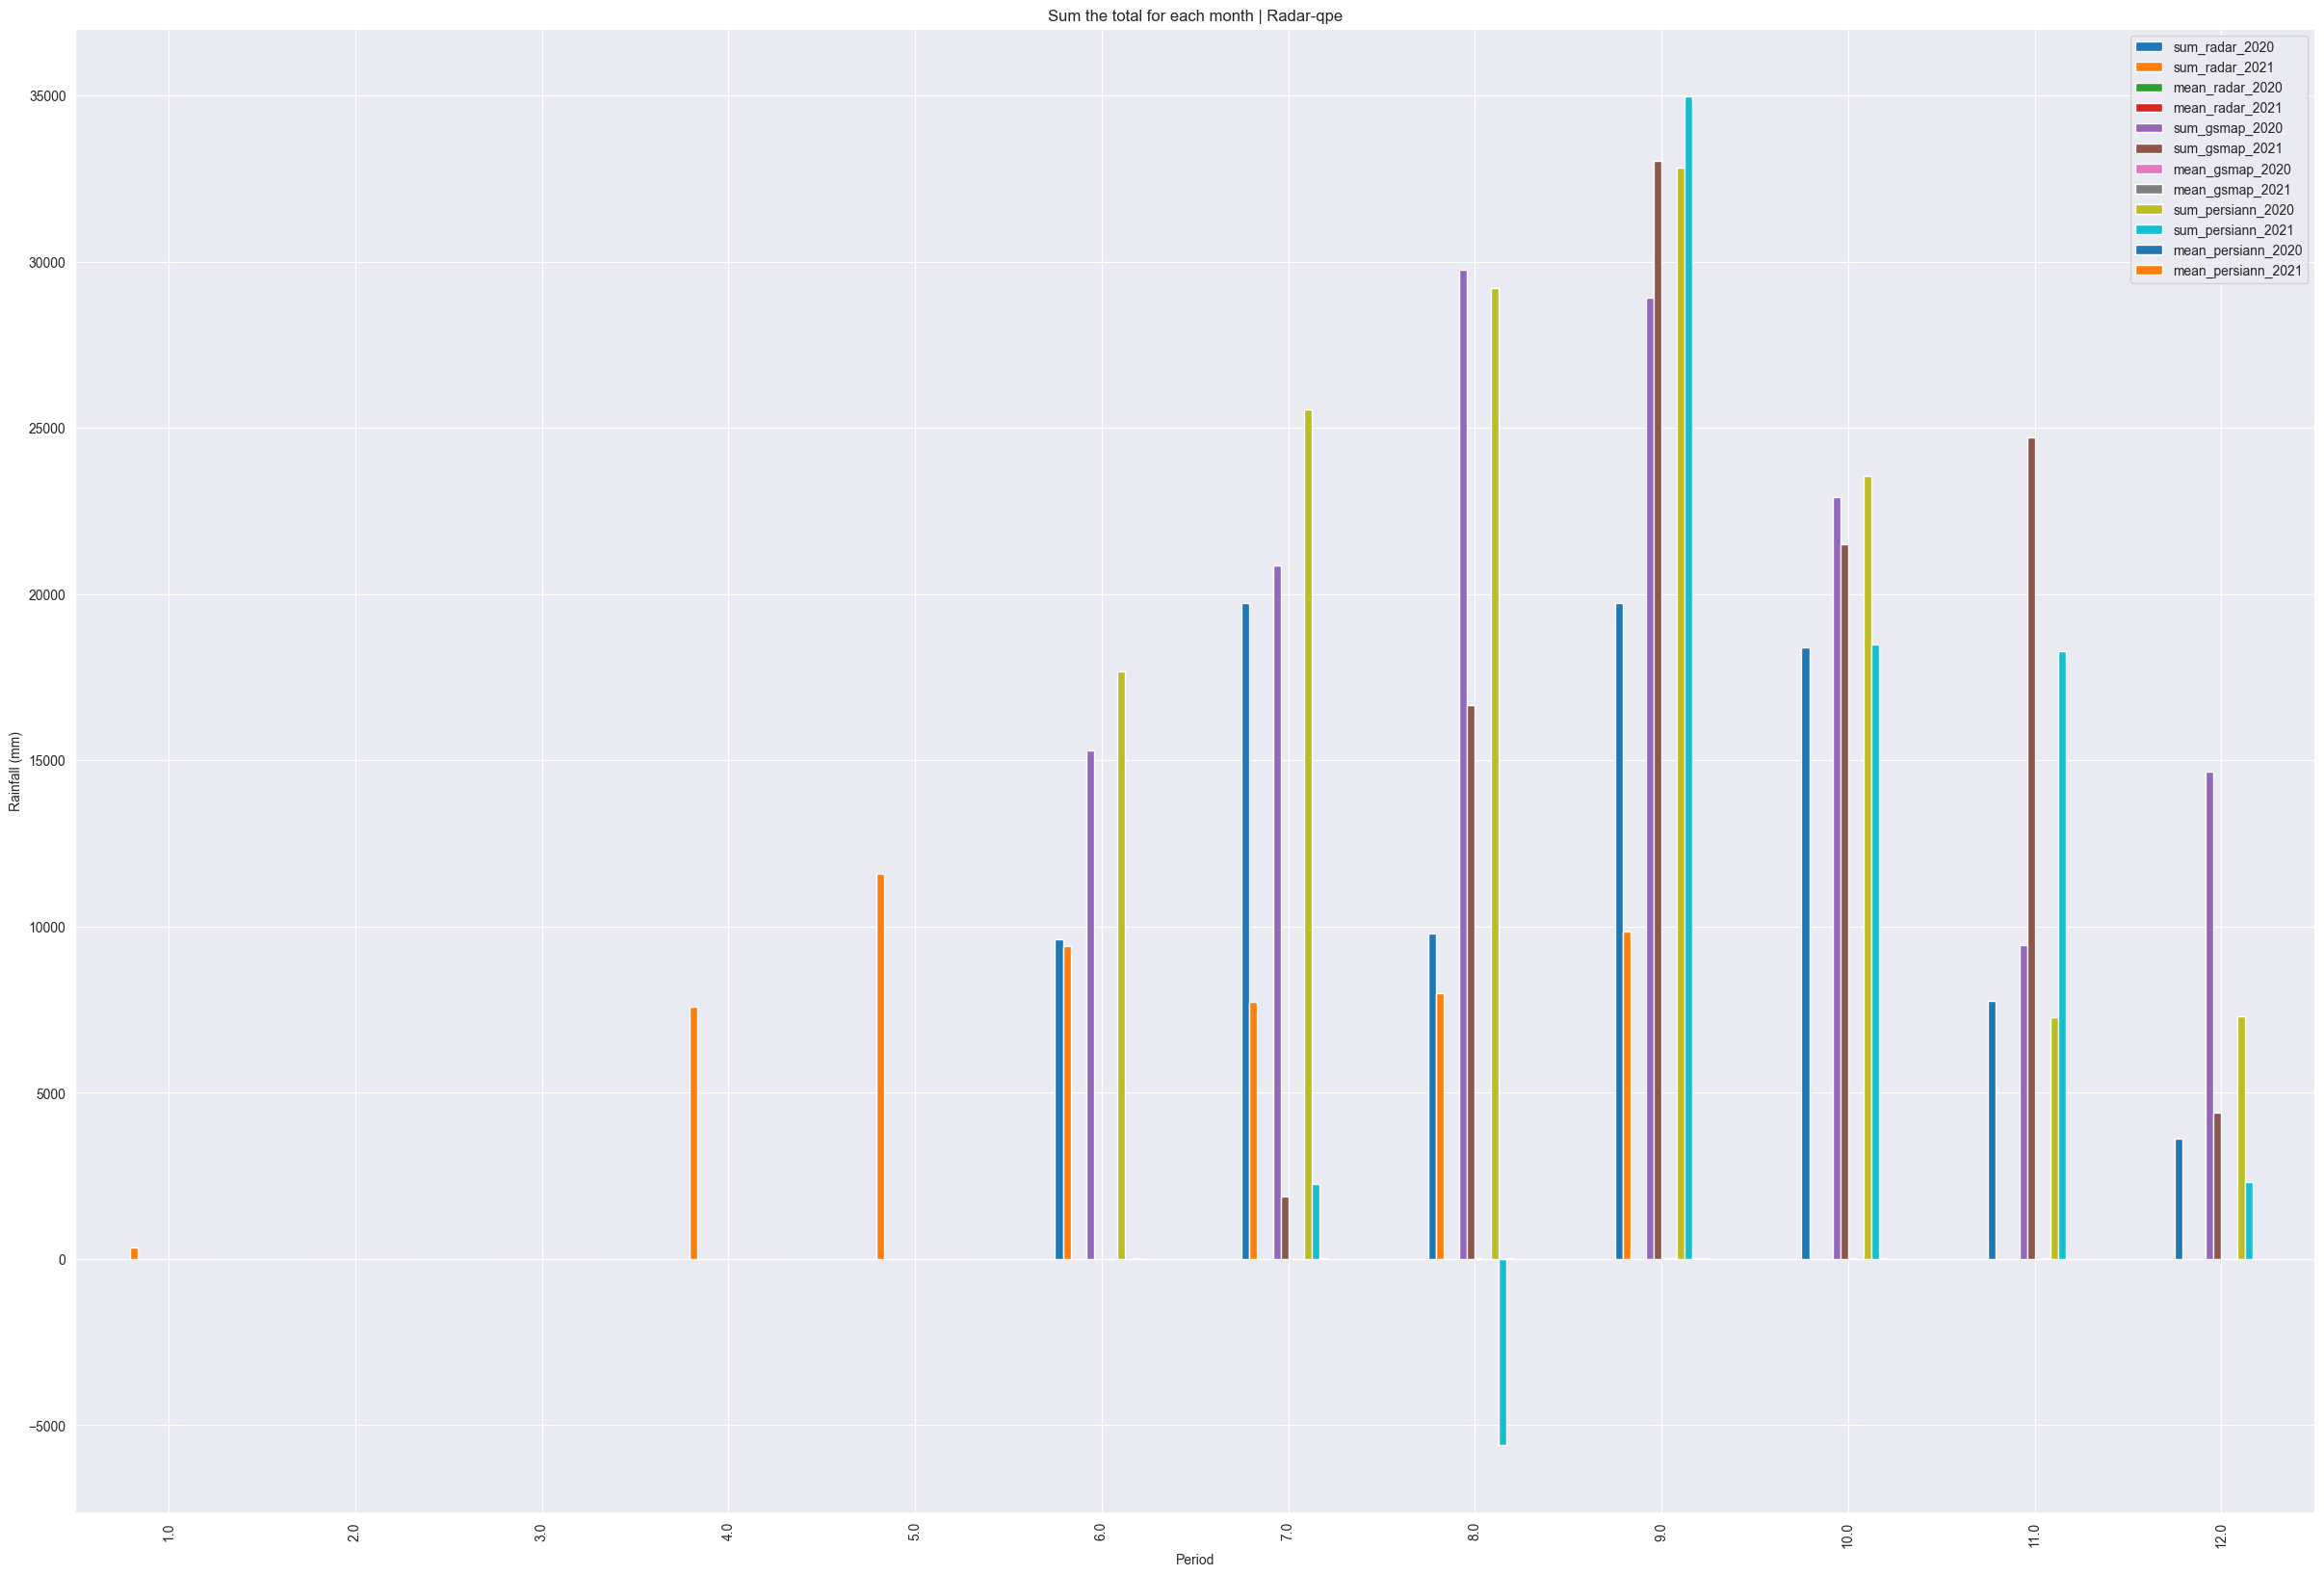 Sum the total for each month | Radar-qpe
sum_radar_2020
sum_radar_2021
mean_radar_2020
mean_radar_2021
sum_gsmap_2020
sum_gsmap_2021
mean_gsmap_2020
mean_gsmap_2021
sum_persiann_2020
sum_persiann_2021
mean_persiann_2020
mean_persiann_2021
35000
30000
25000
20000
15000
10000
5000
0
−5000
Rainfall (mm)
1.0 2.0 3.0 4.0 5.0 6.0 7.0 8.0 9.0 10.0 11.0 12.0
Period